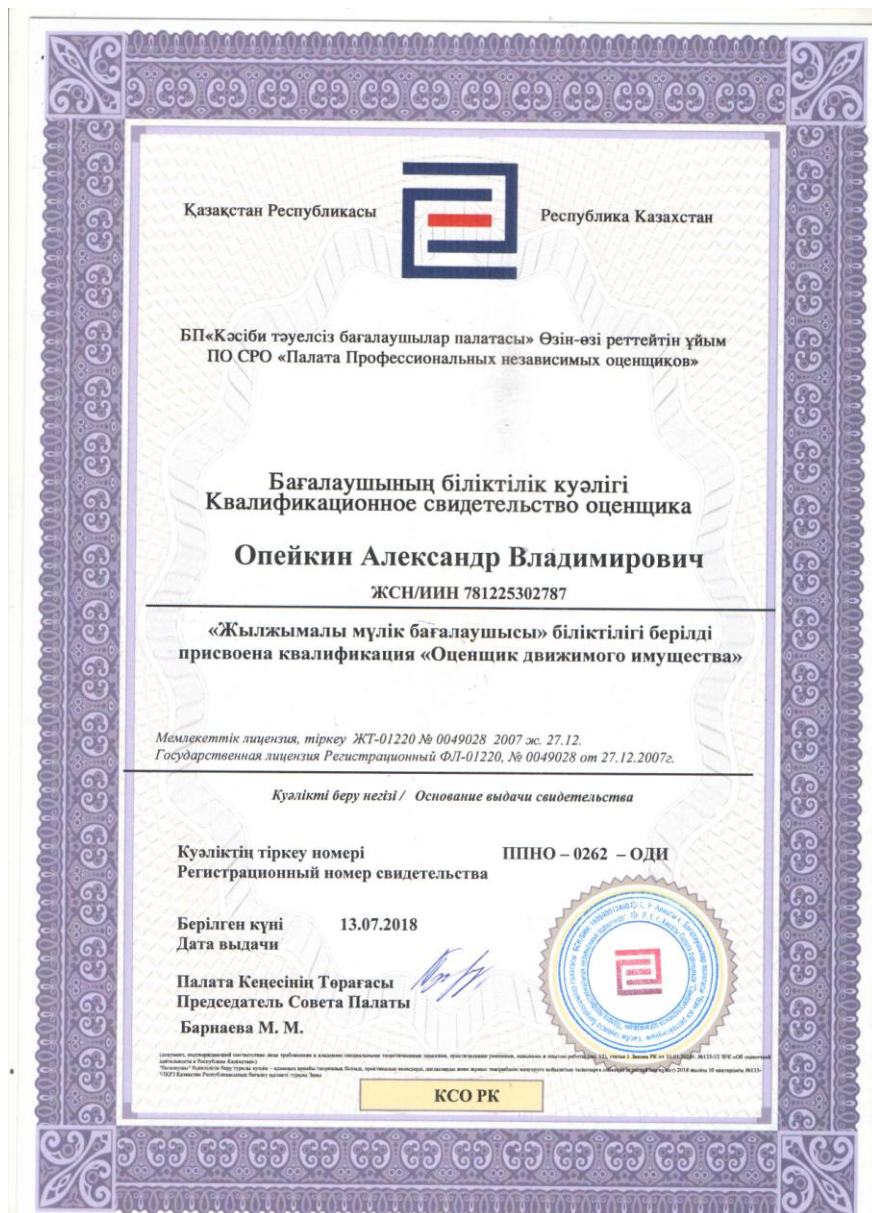 Қазақстан Республикасы
Республика Казахстан
БП«Кәсіби тәуелсіз бағалаушылар палатасы» Өзін-өзі реттейтін ұйым
ПО СРО «Палата Профессиональных независимых оценщиков»
Бағалаушының біліктілік куәлігі
Квалификационное свидетельство оценщика
Опейкин Александр Владимирович
ЖСН/ИИН 781225302787
«Жылжымалы мүлік бағалаушысы» біліктілігі берілді
присвоена квалификация «Оценщик движимого имущества»
Мемлекеттік лицензия, тіркеу ЖТ-01220 № 0049028 2007 ж. 27.12.
Государственная лицензия Регистрационный ФЛ-01220, № 0049028 от 27.12.2007г.
Куәлікті беру негізі / Основание выдачи свидетельства
Куәліктің тіркеу номері ППНО – 0262 – ОДИ
Регистрационный номер свидетельства
Берілген күні 13.07.2018
Дата выдачи
Палата Кеңесінің Төрағасы
Председатель Совета Палаты
Барнаева М. М.
КСО РК